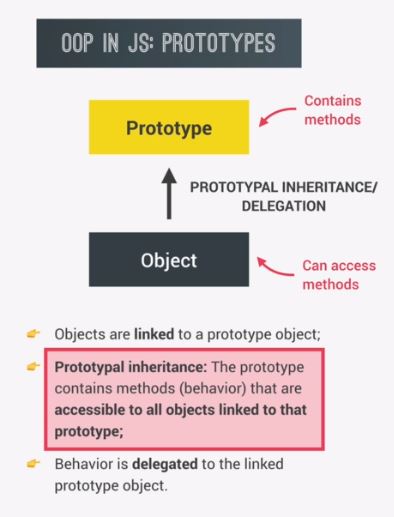 OOP IN JS: PROTOTYPES
Contains
methods
Prototype
PROTOTYPAL INHERITANCE/
DELEGATION
Object
Can access
methods
👉 Objects are linked to a prototype object;
👉 Prototypal inheritance: The prototype
contains methods (behavior) that are
accessible to all objects linked to that
prototype;
👉 Behavior is delegated to the linked
prototype object.